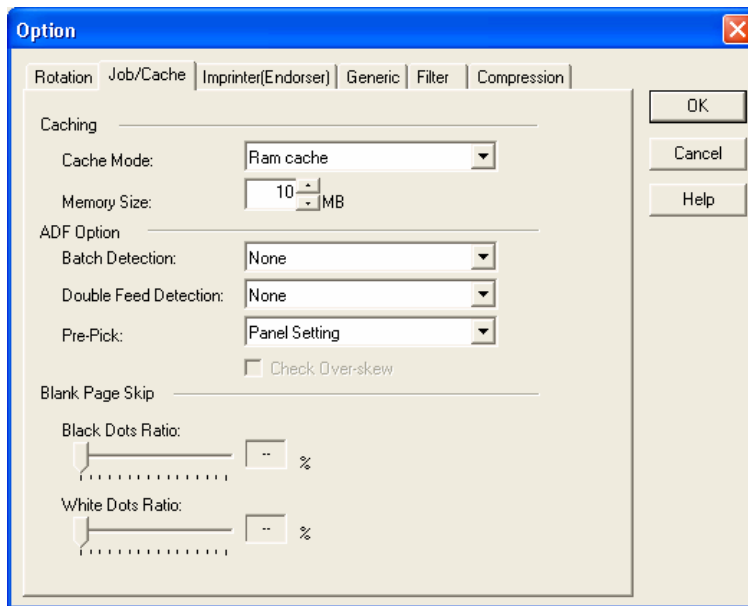 Option
Rotation Job/Cache Imprinter(Endorser) Generic Filter Compression
OK
Caching
Cache Mode: Ram cache
Cancel
Memory Size: 10 MB
Help
ADF Option
Batch Detection: None
Double Feed Detection: None
Pre-Pick: Panel Setting
Check Over-skew
Blank Page Skip
Black Dots Ratio:
-- %
White Dots Ratio:
-- %